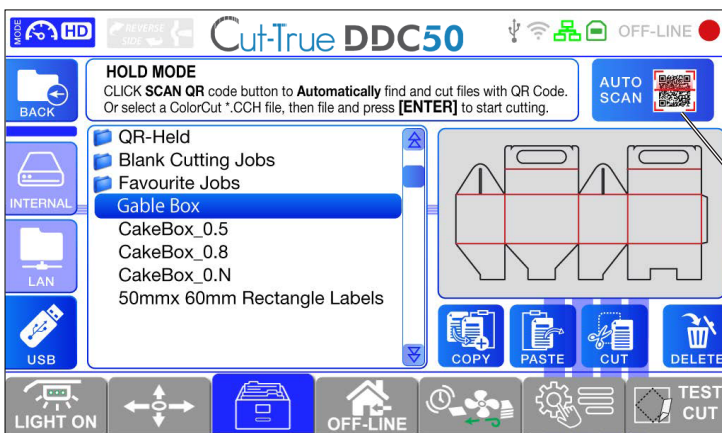 MODE
HD
REVERSE
SIDE
Cut-True DDC50
OFF-LINE
BACK
HOLD MODE
CLICK SCAN QR code button to Automatically find and cut files with QR Code.
Or select a ColorCut *.CCH file, then file and press [ENTER] to start cutting.
AUTO
SCAN
INTERNAL
LAN
USB
QR-Held
Blank Cutting Jobs
Favourite Jobs
Gable Box
CakeBox_0.5
CakeBox_0.8
CakeBox_0.N
50mmx 60mm Rectangle Labels
COPY
PASTE
CUT
DELETE
LIGHT ON
OFF-LINE
TEST
CUT